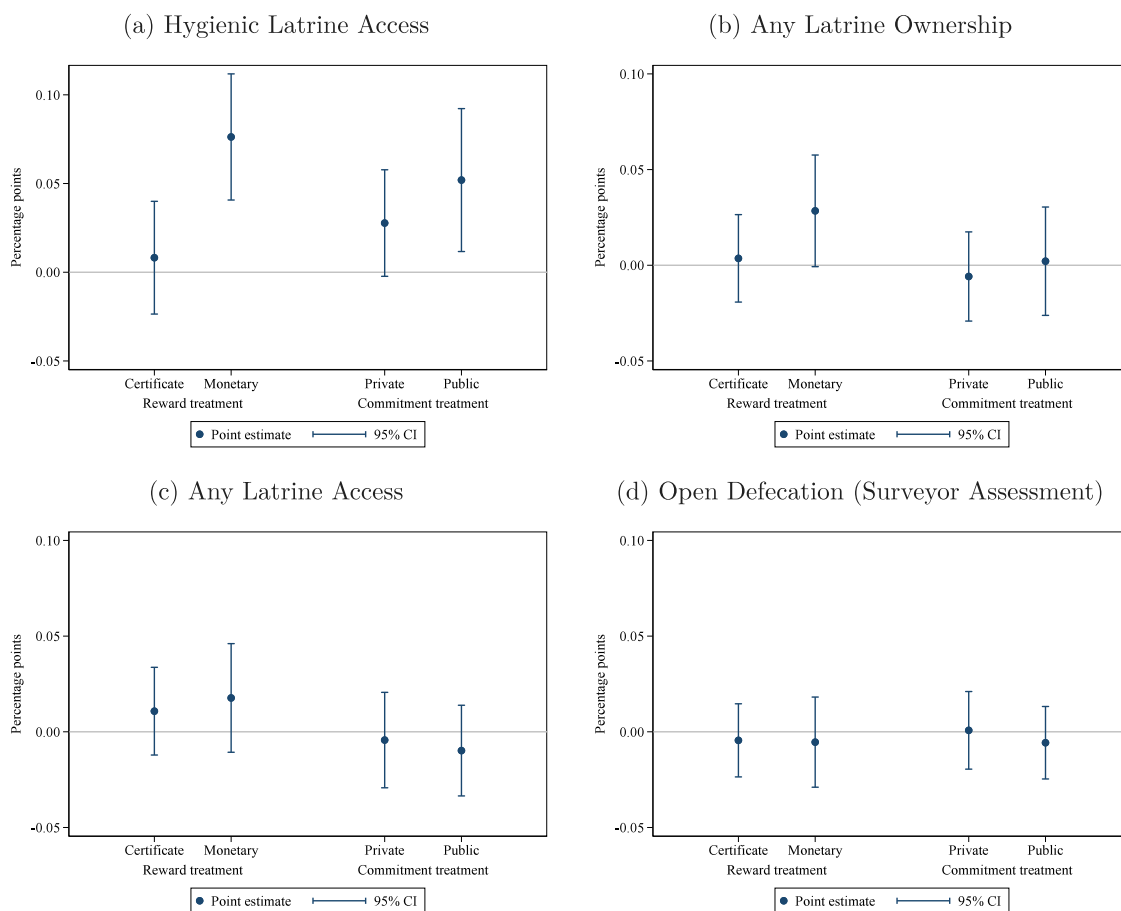 (a) Hygienic Latrine Access
Percentage points
0.10
0.05
0.00
-0.05
Certificate Monetary Private Public
Reward treatment Commitment treatment
Point estimate 95% CI
(b) Any Latrine Ownership
Percentage points
0.10
0.05
0.00
-0.05
Certificate Monetary Private Public
Reward treatment Commitment treatment
Point estimate 95% CI
(c) Any Latrine Access
Percentage points
0.10
0.05
0.00
-0.05
Certificate Monetary Private Public
Reward treatment Commitment treatment
Point estimate 95% CI
(d) Open Defecation (Surveyor Assessment)
Percentage points
0.10
0.05
0.00
-0.05
Certificate Monetary Private Public
Reward treatment Commitment treatment
Point estimate 95% CI